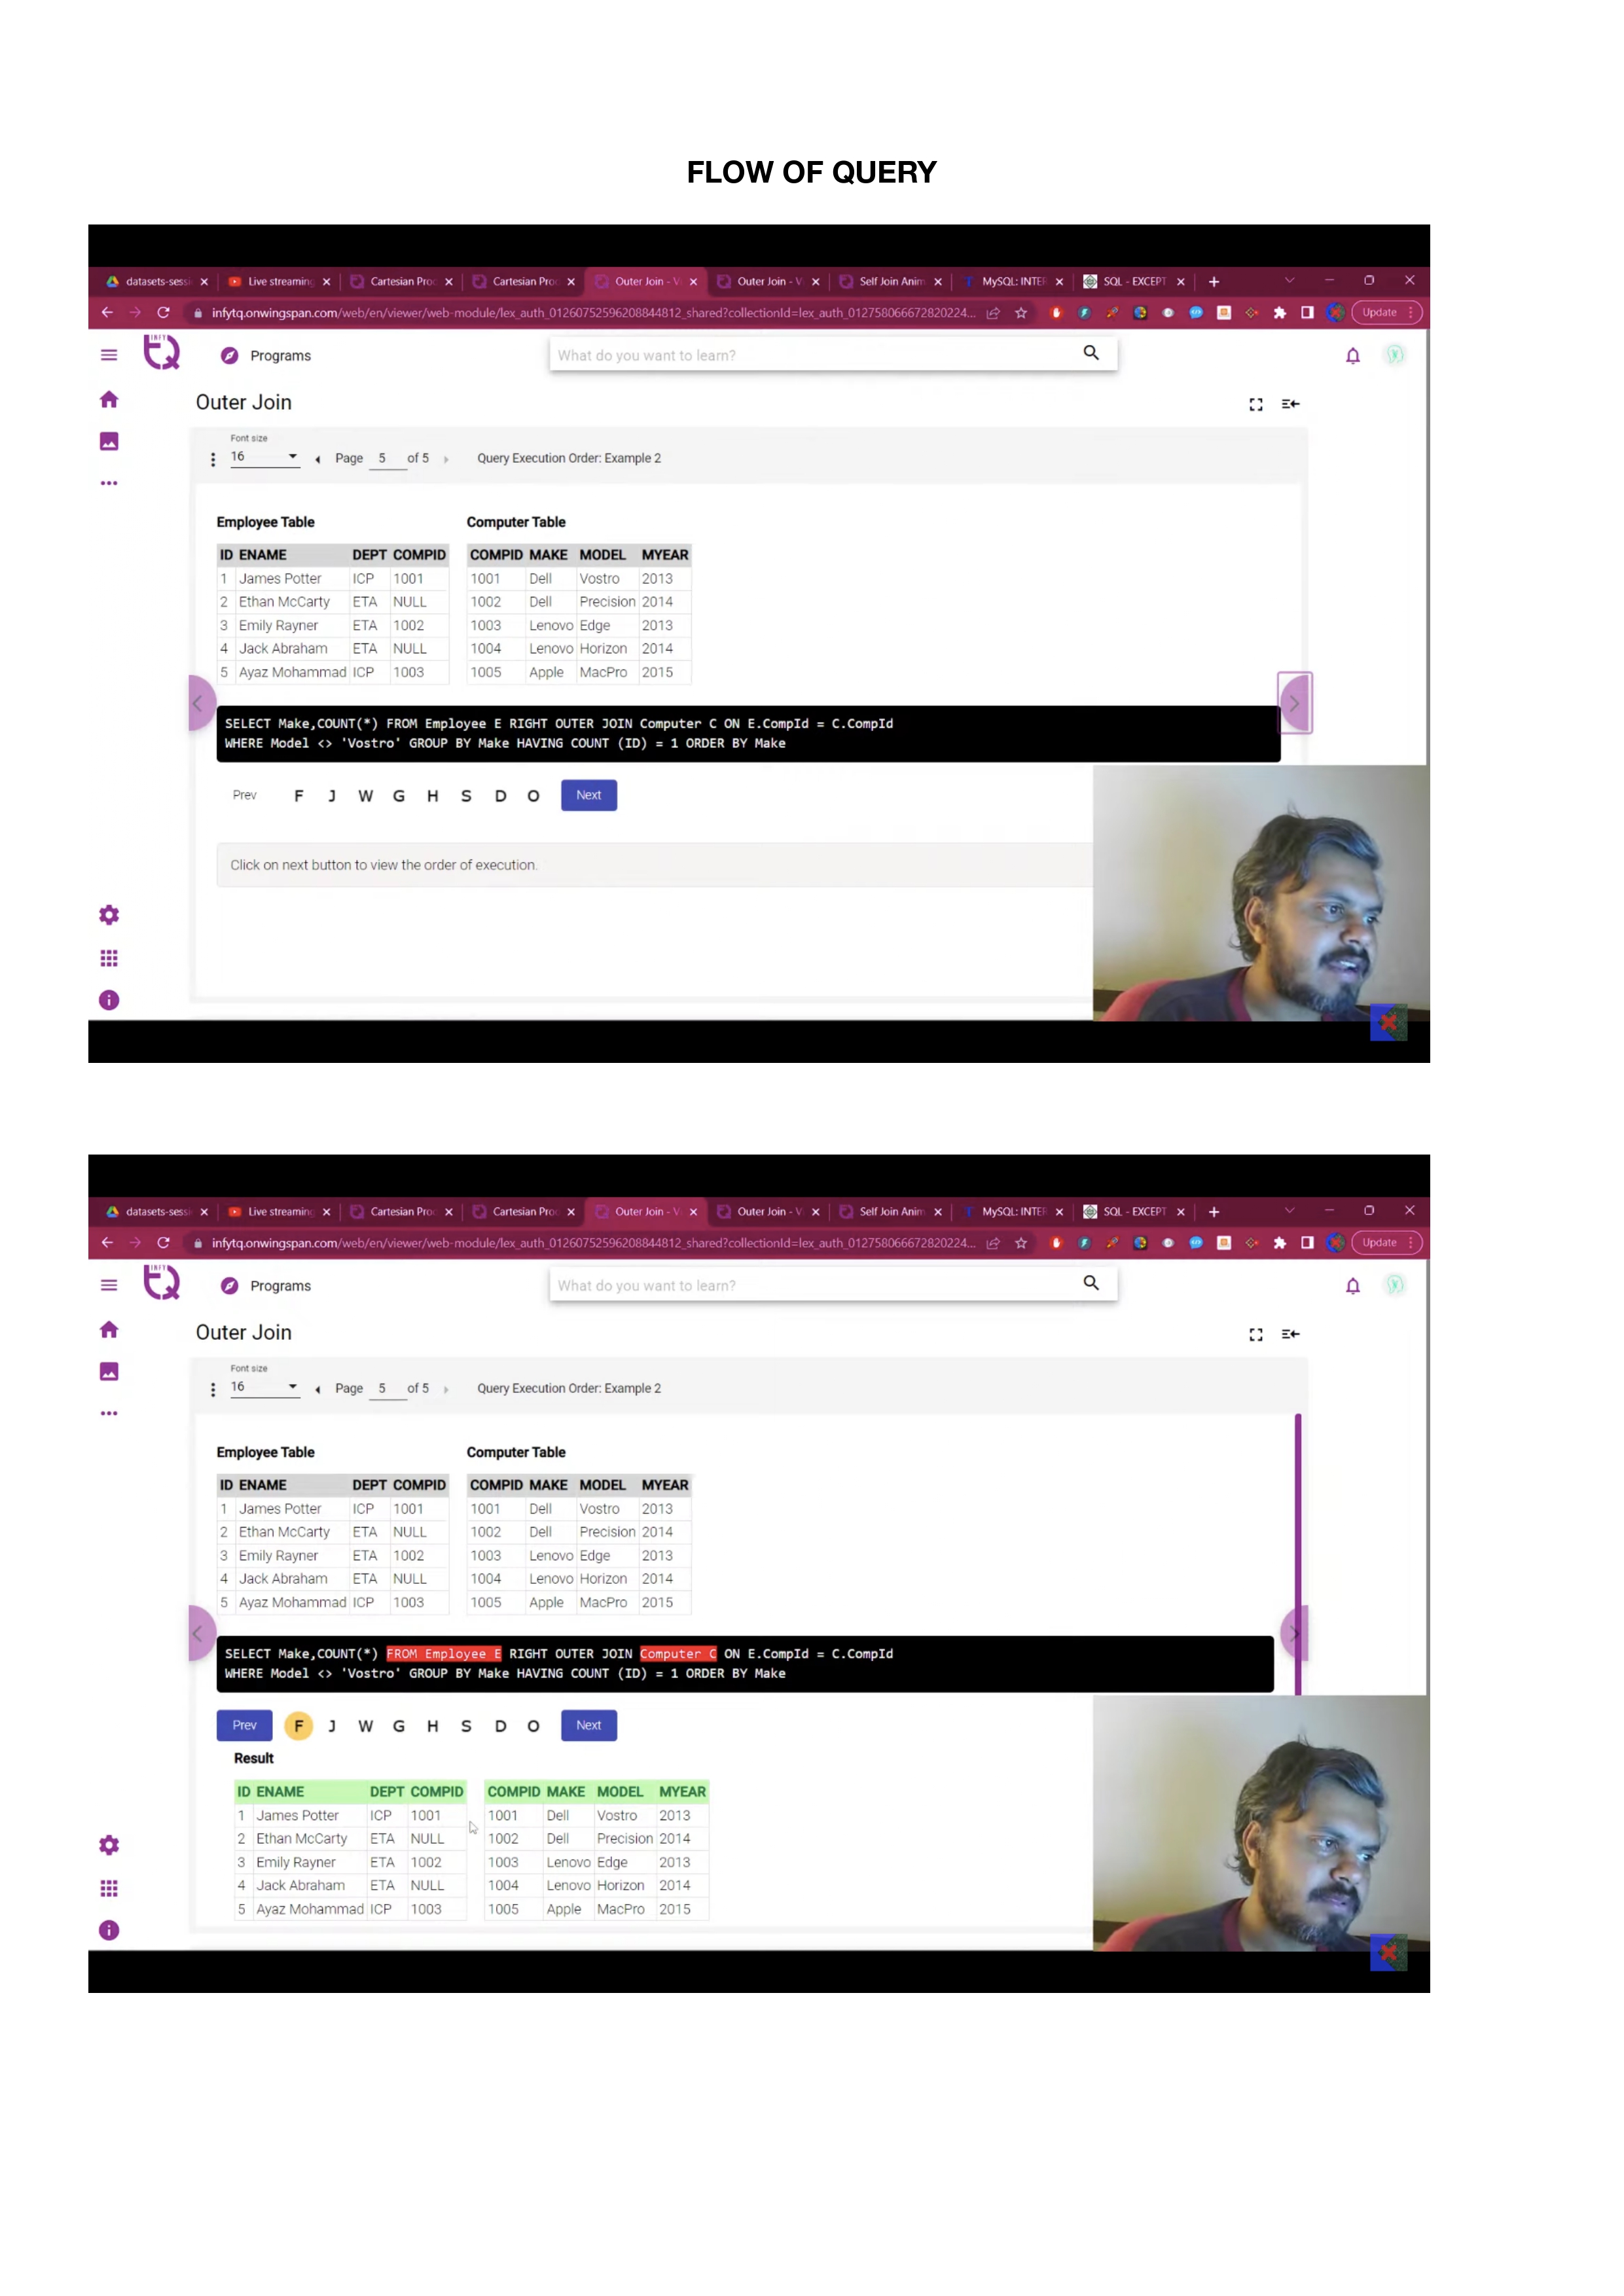 FLOW OF QUERY
datasets-sessi Live streaming Cartesian Proc Cartesian Proc Outer Join - V Outer Join - V Self Join Anim MySQL: INTER SQL - EXCEPT
infytq.onwingspan.com/web/en/viewer/web-module/lex_auth_01260752596208844812_shared?collectionId=lex_auth_012758066672820224... Update
Programs What do you want to learn?
Outer Join
Font size
16 Page 5 of 5 Query Execution Order: Example 2
Employee Table Computer Table
ID ENAME DEPT COMPID COMPID MAKE MODEL MYEAR
1 James Potter ICP 1001 1001 Dell Vostro 2013
2 Ethan McCarty ETA NULL 1002 Dell Precision 2014
3 Emily Rayner ETA 1002 1003 Lenovo Edge 2013
4 Jack Abraham ETA NULL 1004 Lenovo Horizon 2014
5 Ayaz Mohammad ICP 1003 1005 Apple MacPro 2015
SELECT Make,COUNT(*) FROM Employee E RIGHT OUTER JOIN Computer C ON E.CompId = C.CompId
WHERE Model <> 'Vostro' GROUP BY Make HAVING COUNT (ID) = 1 ORDER BY Make
Prev F J W G H S D O Next
Click on next button to view the order of execution.
datasets-sessi Live streaming Cartesian Proc Cartesian Proc Outer Join - V Outer Join - V Self Join Anim MySQL: INTER SQL - EXCEPT
infytq.onwingspan.com/web/en/viewer/web-module/lex_auth_01260752596208844812_shared?collectionId=lex_auth_012758066672820224... Update
Programs What do you want to learn?
Outer Join
Font size
16 Page 5 of 5 Query Execution Order: Example 2
Employee Table Computer Table
ID ENAME DEPT COMPID COMPID MAKE MODEL MYEAR
1 James Potter ICP 1001 1001 Dell Vostro 2013
2 Ethan McCarty ETA NULL 1002 Dell Precision 2014
3 Emily Rayner ETA 1002 1003 Lenovo Edge 2013
4 Jack Abraham ETA NULL 1004 Lenovo Horizon 2014
5 Ayaz Mohammad ICP 1003 1005 Apple MacPro 2015
SELECT Make,COUNT(*) FROM Employee E RIGHT OUTER JOIN Computer C ON E.CompId = C.CompId
WHERE Model <> 'Vostro' GROUP BY Make HAVING COUNT (ID) = 1 ORDER BY Make
Prev F J W G H S D O Next
Result
ID ENAME DEPT COMPID COMPID MAKE MODEL MYEAR
1 James Potter ICP 1001 1001 Dell Vostro 2013
2 Ethan McCarty ETA NULL 1002 Dell Precision 2014
3 Emily Rayner ETA 1002 1003 Lenovo Edge 2013
4 Jack Abraham ETA NULL 1004 Lenovo Horizon 2014
5 Ayaz Mohammad ICP 1003 1005 Apple MacPro 2015